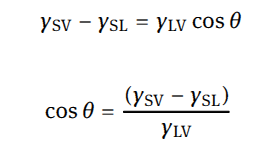 γSV − γSL = γLV cos θ
cos θ = (γSV − γSL) / γLV